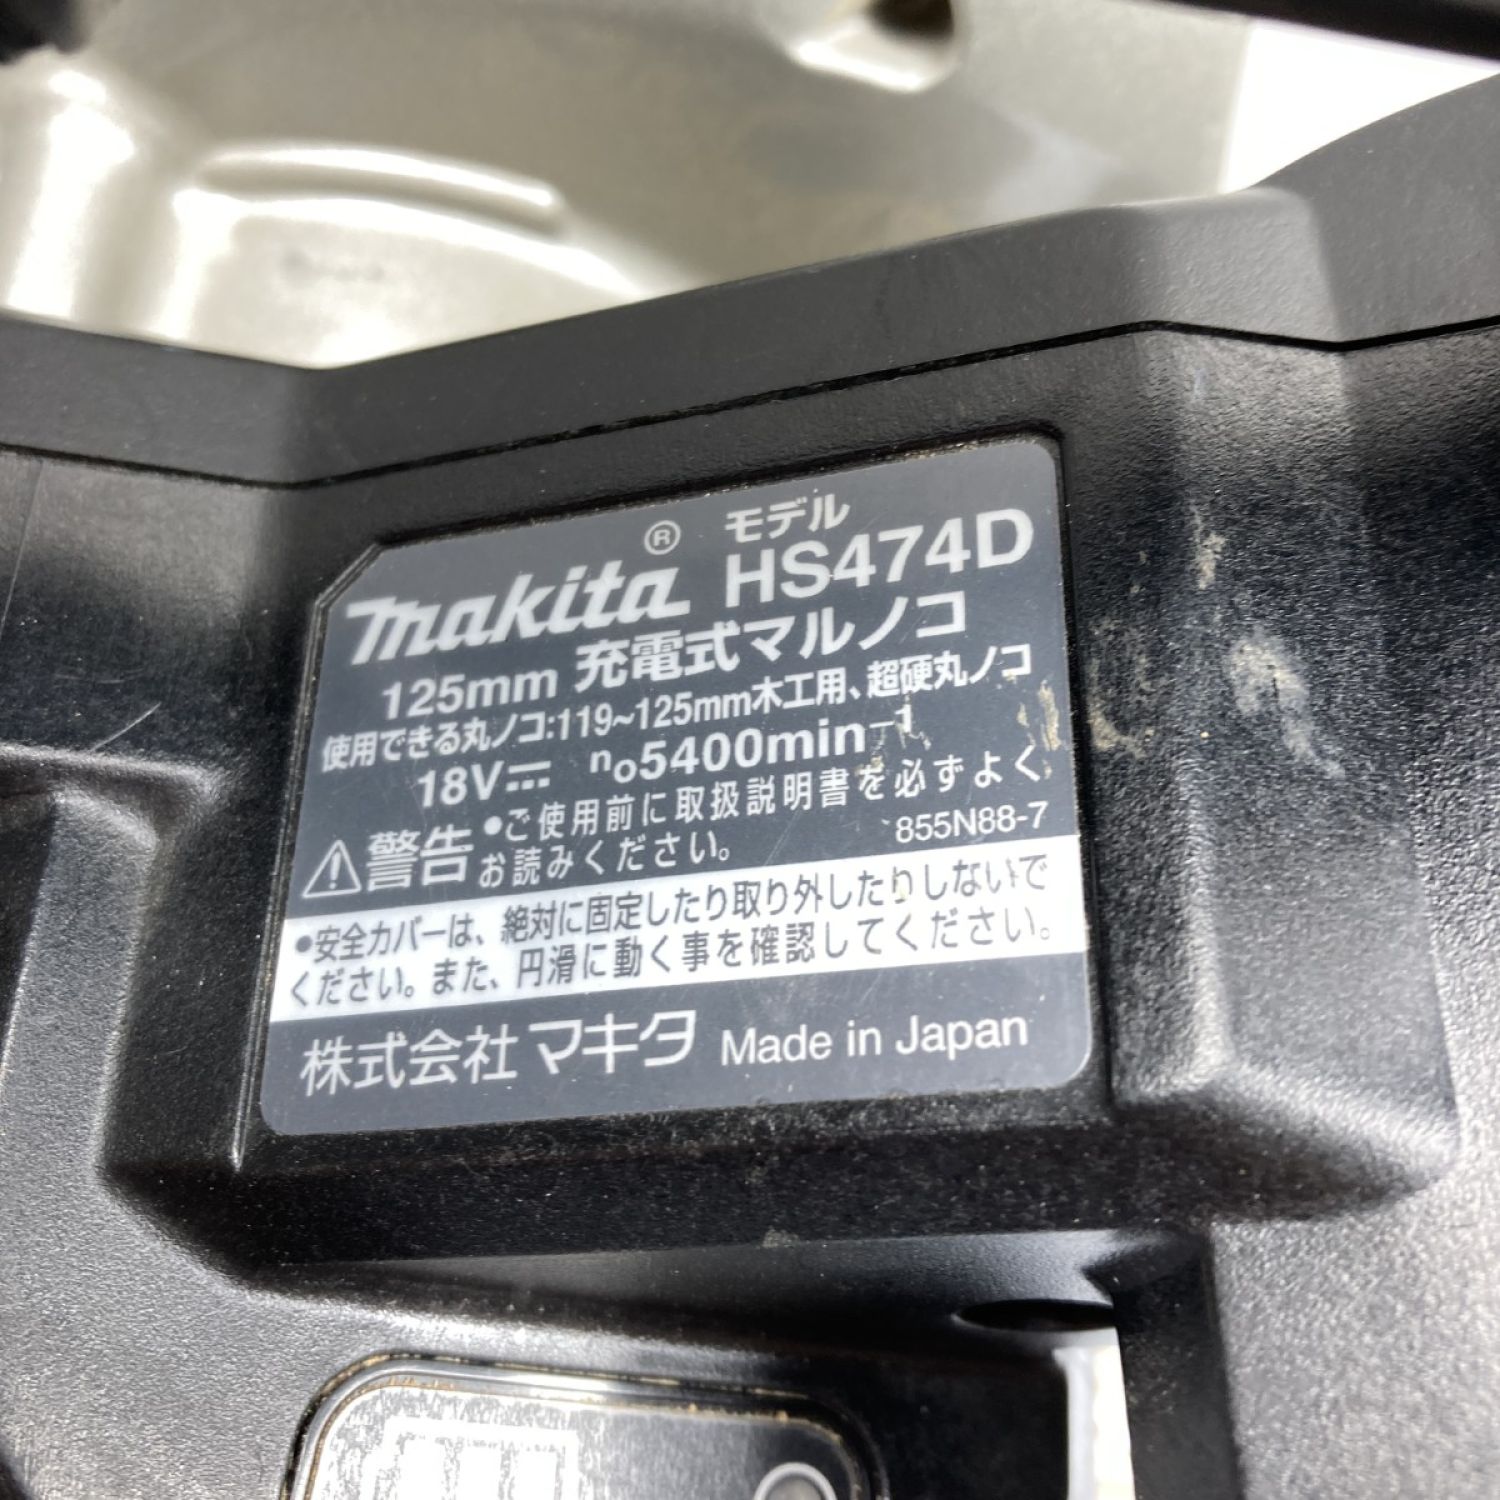 makita® モデル HS474D
125mm 充電式マルノコ
使用できる丸ノコ:119~125mm木工用、超硬丸ノコ
18V⎓ no5400min-1
⚠警告 •ご使用前に取扱説明書を必ずよく
お読みください。 855N88-7
•安全カバーは、絶対に固定したり取り外したりしないで
ください。また、円滑に動く事を確認してください。
株式会社マキタ Made in Japan